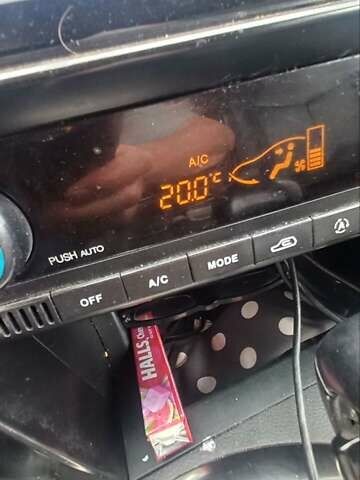 A/C
20.0°C
PUSH AUTO
OFF
A/C
MODE
A
HALLS